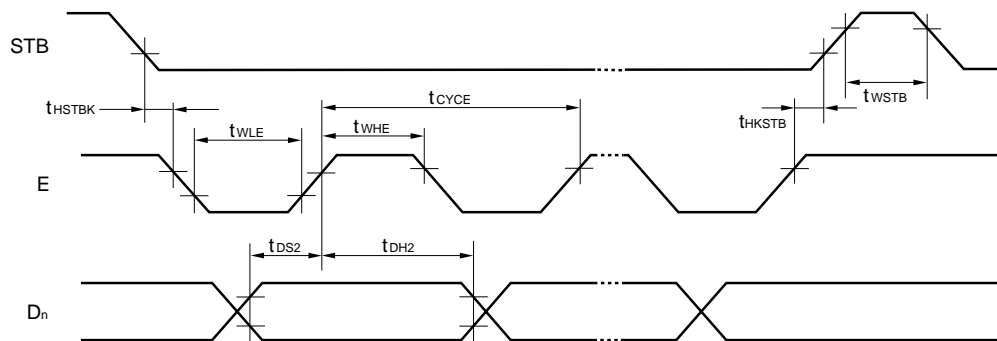 STB
tHSTBK
tCYCE
tWSTB
tWLE
tWHE
tHKSTB
E
tDS2
tDH2
Dn